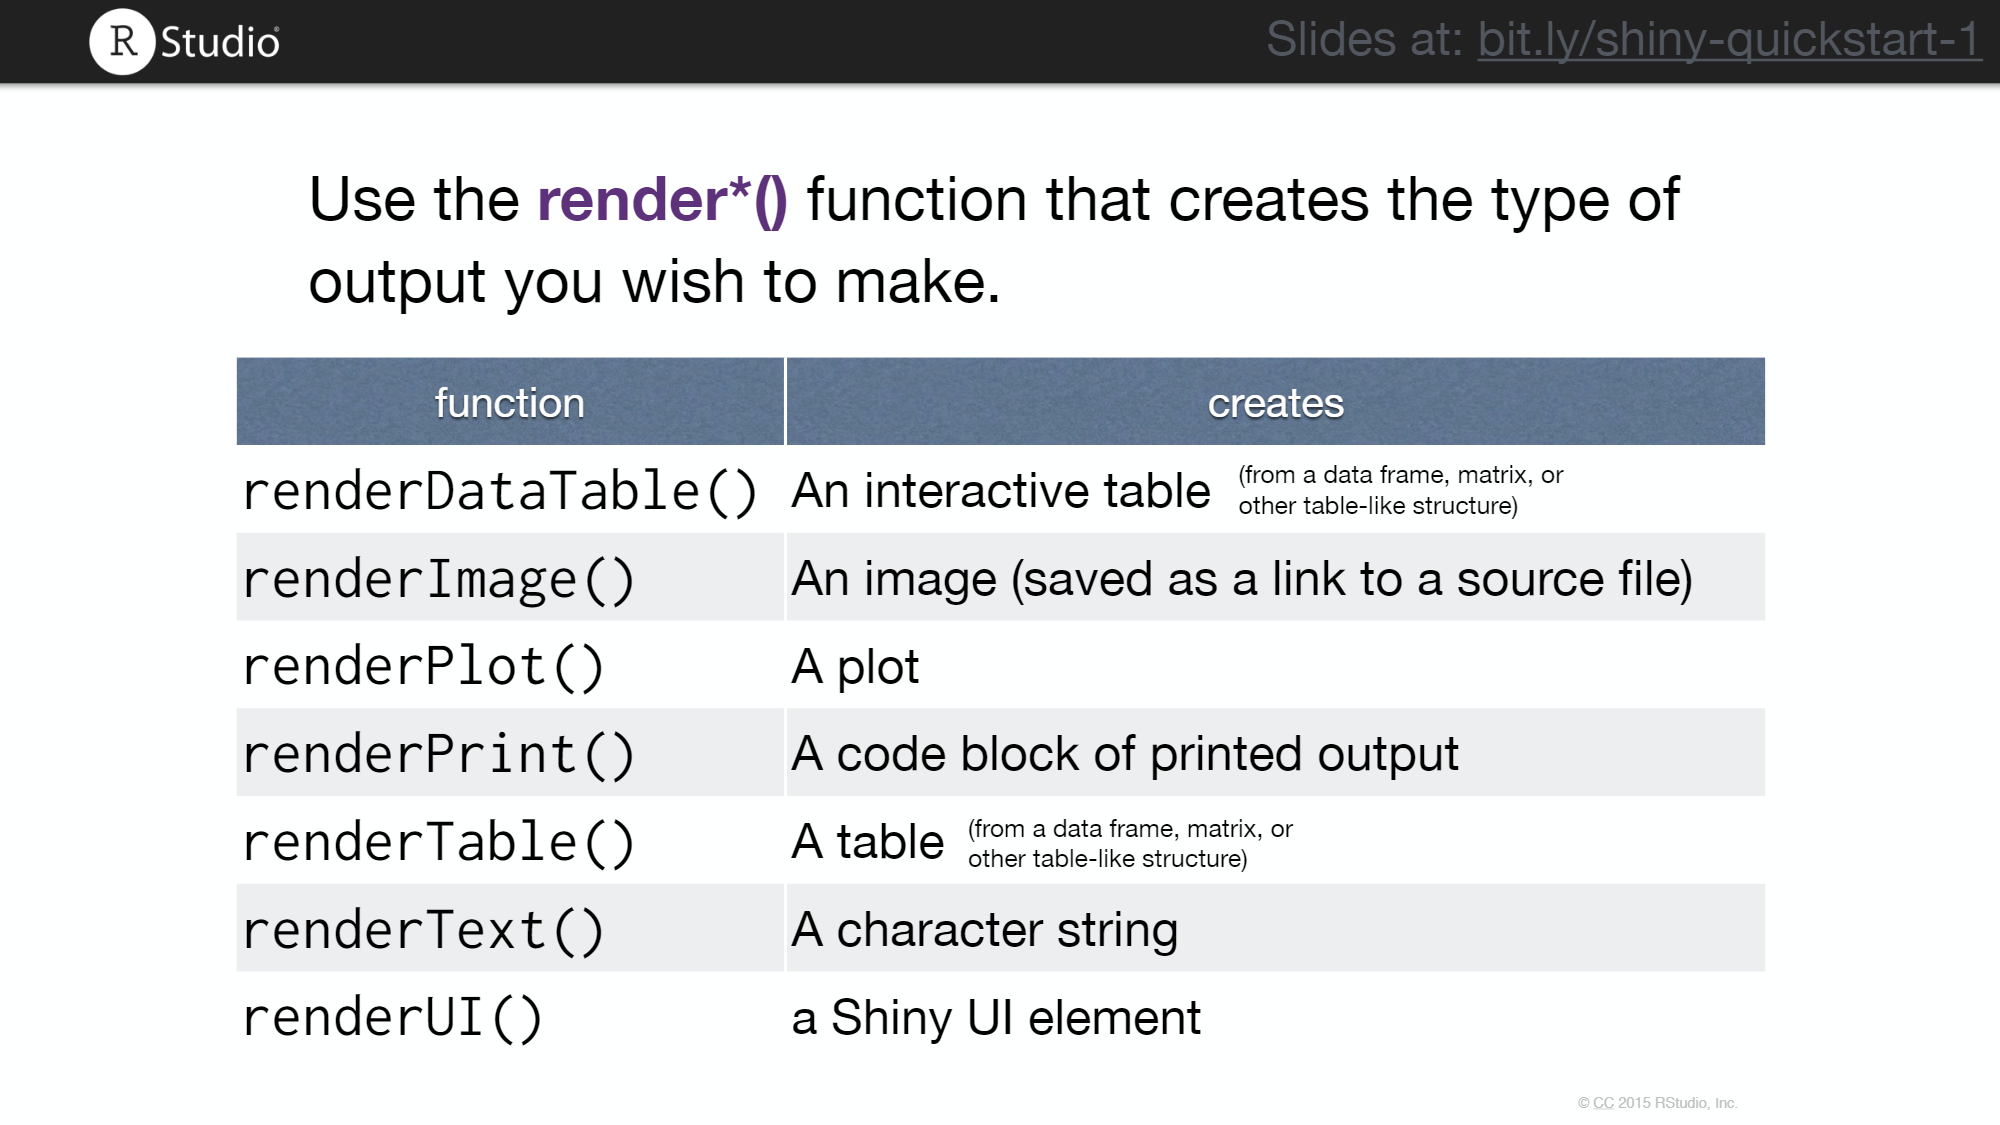 R Studio®
Slides at: bit.ly/shiny-quickstart-1
Use the render*() function that creates the type of
output you wish to make.
function creates
renderDataTable() An interactive table (from a data frame, matrix, or
other table-like structure)
renderImage() An image (saved as a link to a source file)
renderPlot() A plot
renderPrint() A code block of printed output
renderTable() A table (from a data frame, matrix, or
other table-like structure)
renderText() A character string
renderUI() a Shiny UI element
© CC 2015 RStudio, Inc.